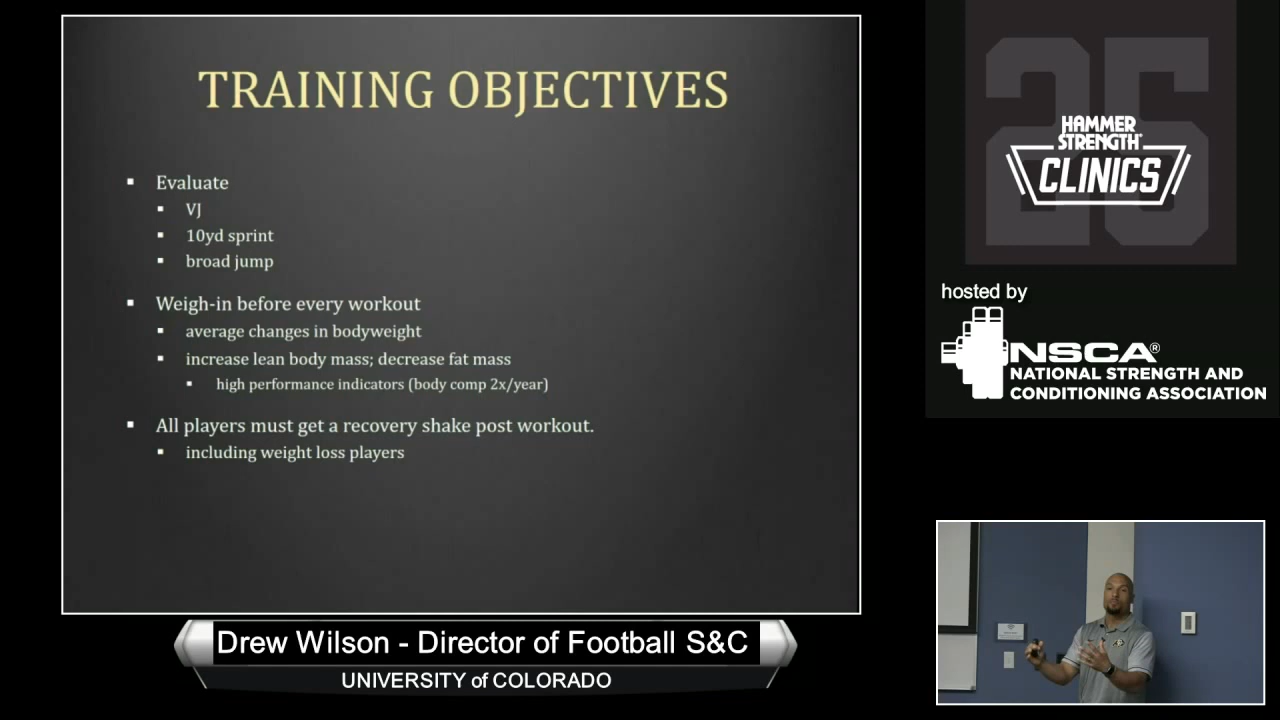 TRAINING OBJECTIVES
▪ Evaluate
▪ VJ
▪ 10yd sprint
▪ broad jump
▪ Weigh-in before every workout
▪ average changes in bodyweight
▪ increase lean body mass; decrease fat mass
▪ high performance indicators (body comp 2x/year)
▪ All players must get a recovery shake post workout.
▪ including weight loss players
Drew Wilson - Director of Football S&C
UNIVERSITY of COLORADO
25
HAMMER
STRENGTH®
CLINICS
hosted by
NSCA®
NATIONAL STRENGTH AND
CONDITIONING ASSOCIATION